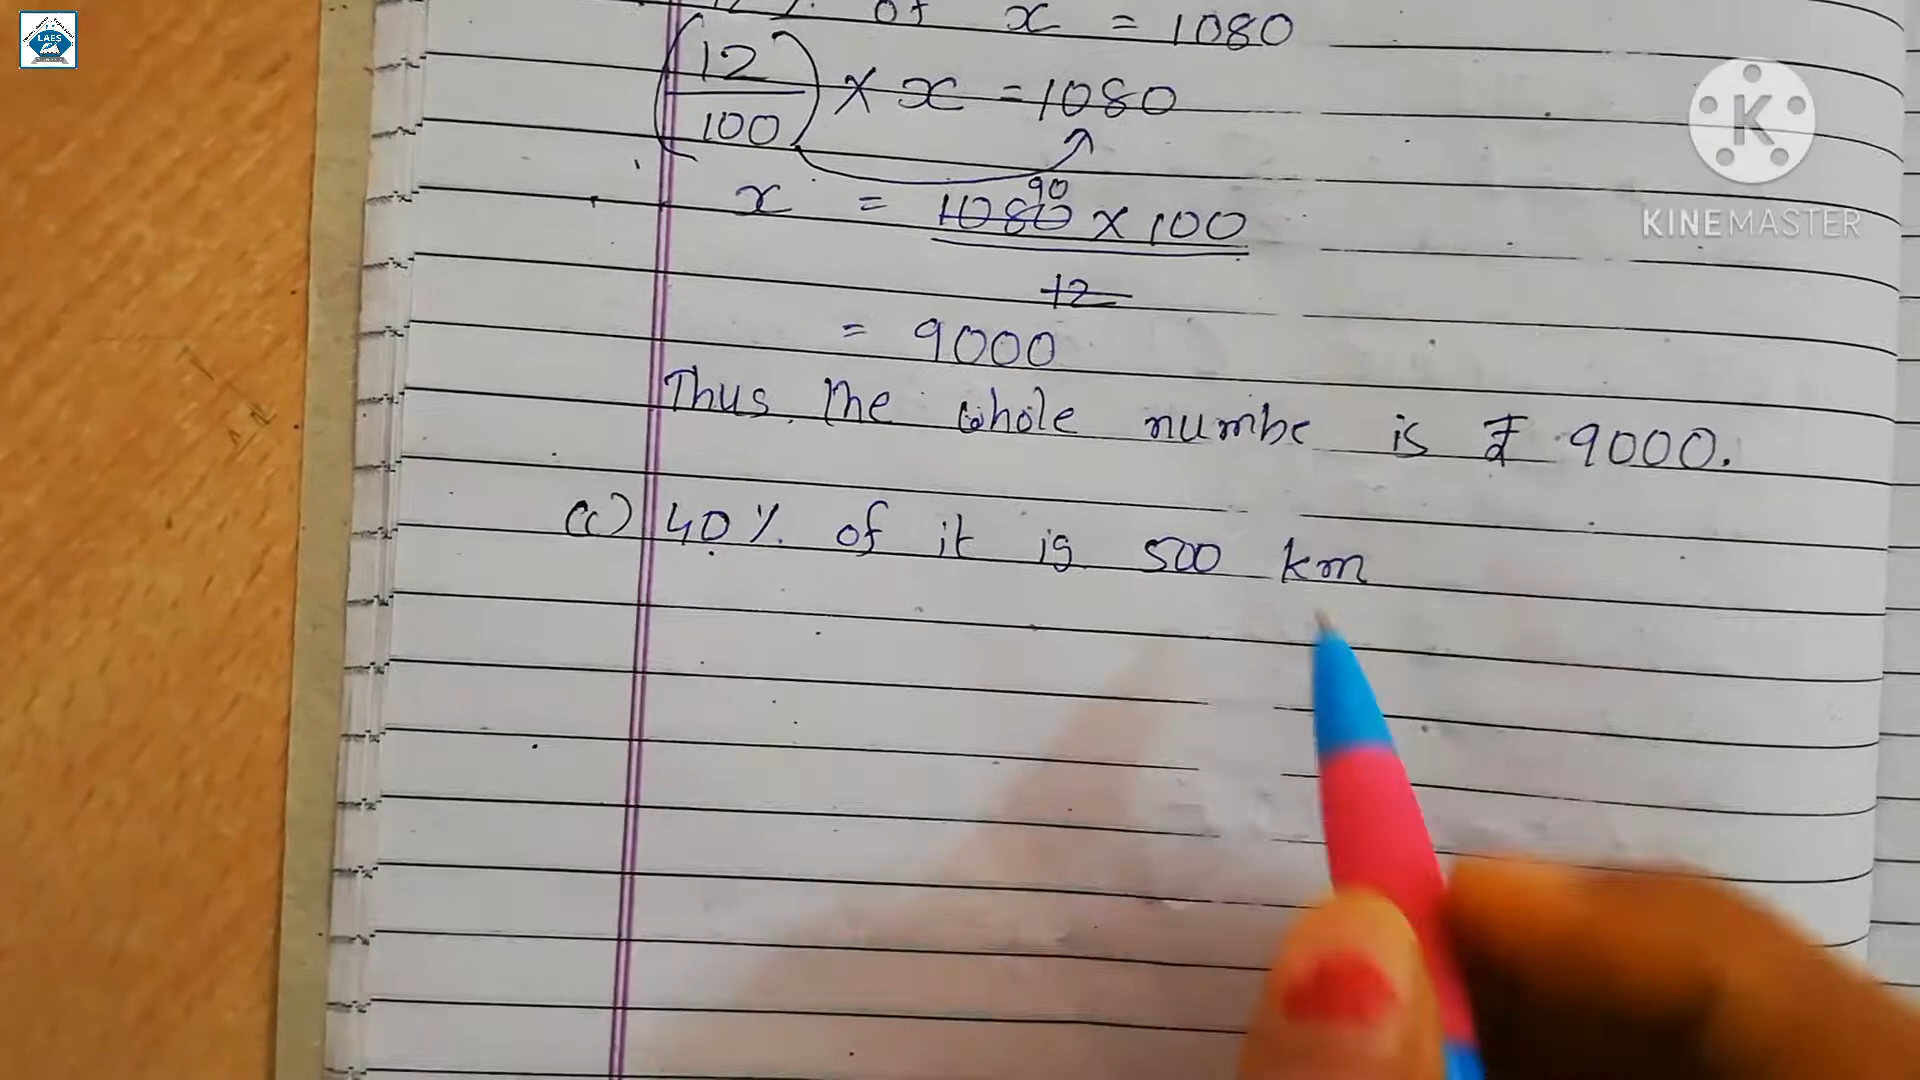 LAES
of x = 1080
(12/100) × x = 1080
KINEMASTER
90
x = 1080 × 100
12
= 9000
Thus the whole numbe is ₹ 9000.
(c) 40% of it is 500 km